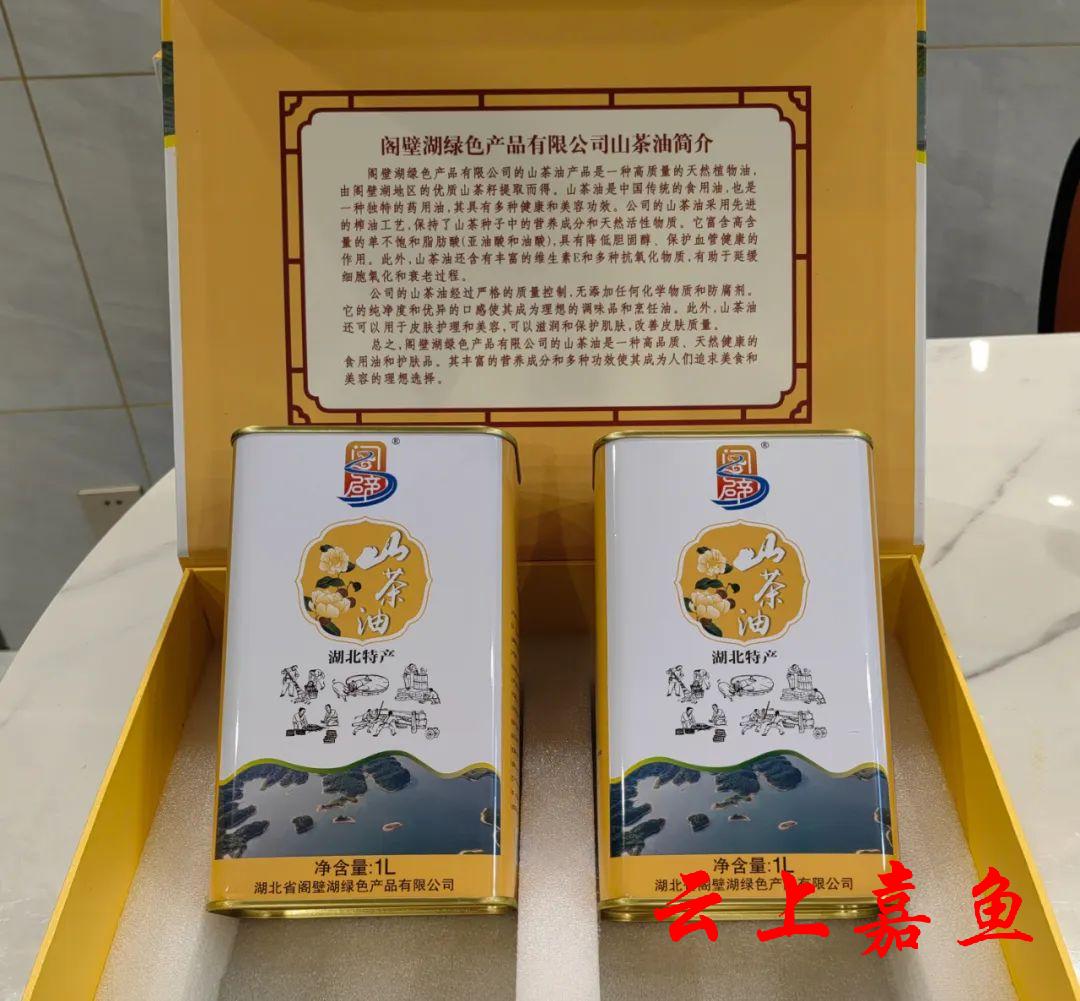 阁壁湖绿色产品有限公司山茶油简介
阁壁湖绿色产品有限公司的山茶油产品是一种高质量的天然植物油,
由阁壁湖地区的优质山茶籽提取而得。山茶油是中国传统的食用油,也是
一种独特的药用油,其具有多种健康和美容功效。公司的山茶油采用先进
的榨油工艺,保持了山茶种子中的营养成分和天然活性物质。它富含高含
量的单不饱和脂肪酸(亚油酸和油酸),具有降低胆固醇、保护血管健康的
作用。此外,山茶油还含有丰富的维生素E和多种抗氧化物质,有助于延缓
细胞氧化和衰老过程。
公司的山茶油经过严格的质量控制,无添加任何化学物质和防腐剂。
它的纯净度和优异的口感使其成为理想的调味品和烹饪油。此外,山茶油
还可以用于皮肤护理和美容,可以滋润和保护肌肤,改善皮肤质量。
总之,阁壁湖绿色产品有限公司的山茶油是一种高品质、天然健康的
食用油和护肤品。其丰富的营养成分和多种功效使其成为人们追求美食和
美容的理想选择。
®
山茶油
湖北特产
净含量:1L
湖北省阁壁湖绿色产品有限公司
®
山茶油
湖北特产
净含量:1L
湖北省阁壁湖绿色产品有限公司
云上嘉鱼